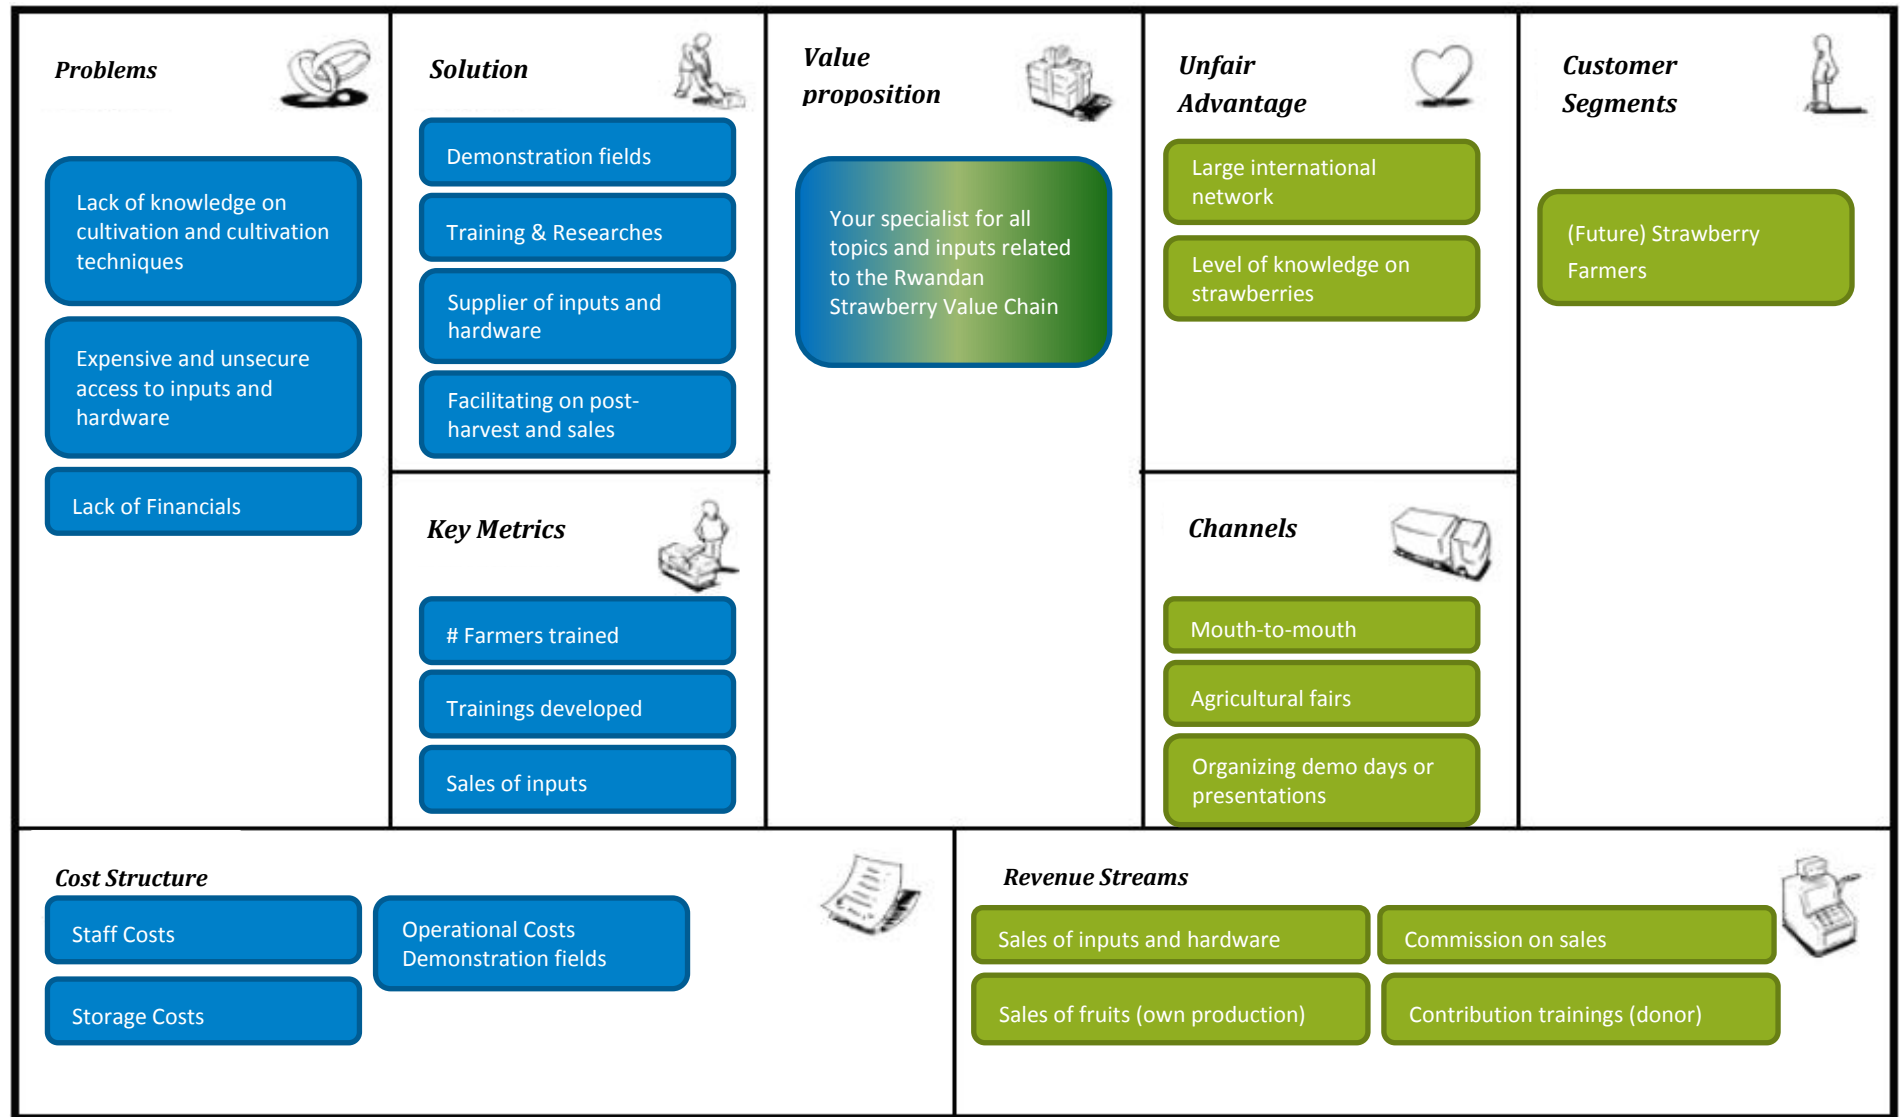 Problems
Lack of knowledge on
cultivation and cultivation
techniques
Expensive and unsecure
access to inputs and
hardware
Lack of Financials
Solution
Demonstration fields
Training & Researches
Supplier of inputs and
hardware
Facilitating on post-
harvest and sales
Key Metrics
# Farmers trained
Trainings developed
Sales of inputs
Value
proposition
Your specialist for all
topics and inputs related
to the Rwandan
Strawberry Value Chain
Unfair
Advantage
Large international
network
Level of knowledge on
strawberries
Channels
Mouth-to-mouth
Agricultural fairs
Organizing demo days or
presentations
Customer
Segments
(Future) Strawberry
Farmers
Cost Structure
Staff Costs
Storage Costs
Operational Costs
Demonstration fields
Revenue Streams
Sales of inputs and hardware
Commission on sales
Sales of fruits (own production)
Contribution trainings (donor)